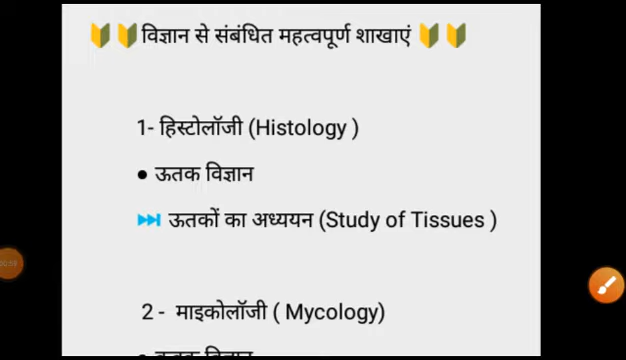 🔰🔰विज्ञान से संबंधित महत्वपूर्ण शाखाएं 🔰🔰
1- हिस्टोलॉजी (Histology )
● ऊतक विज्ञान
⏭ ऊतकों का अध्ययन (Study of Tissues )
2 - माइकोलॉजी ( Mycology)